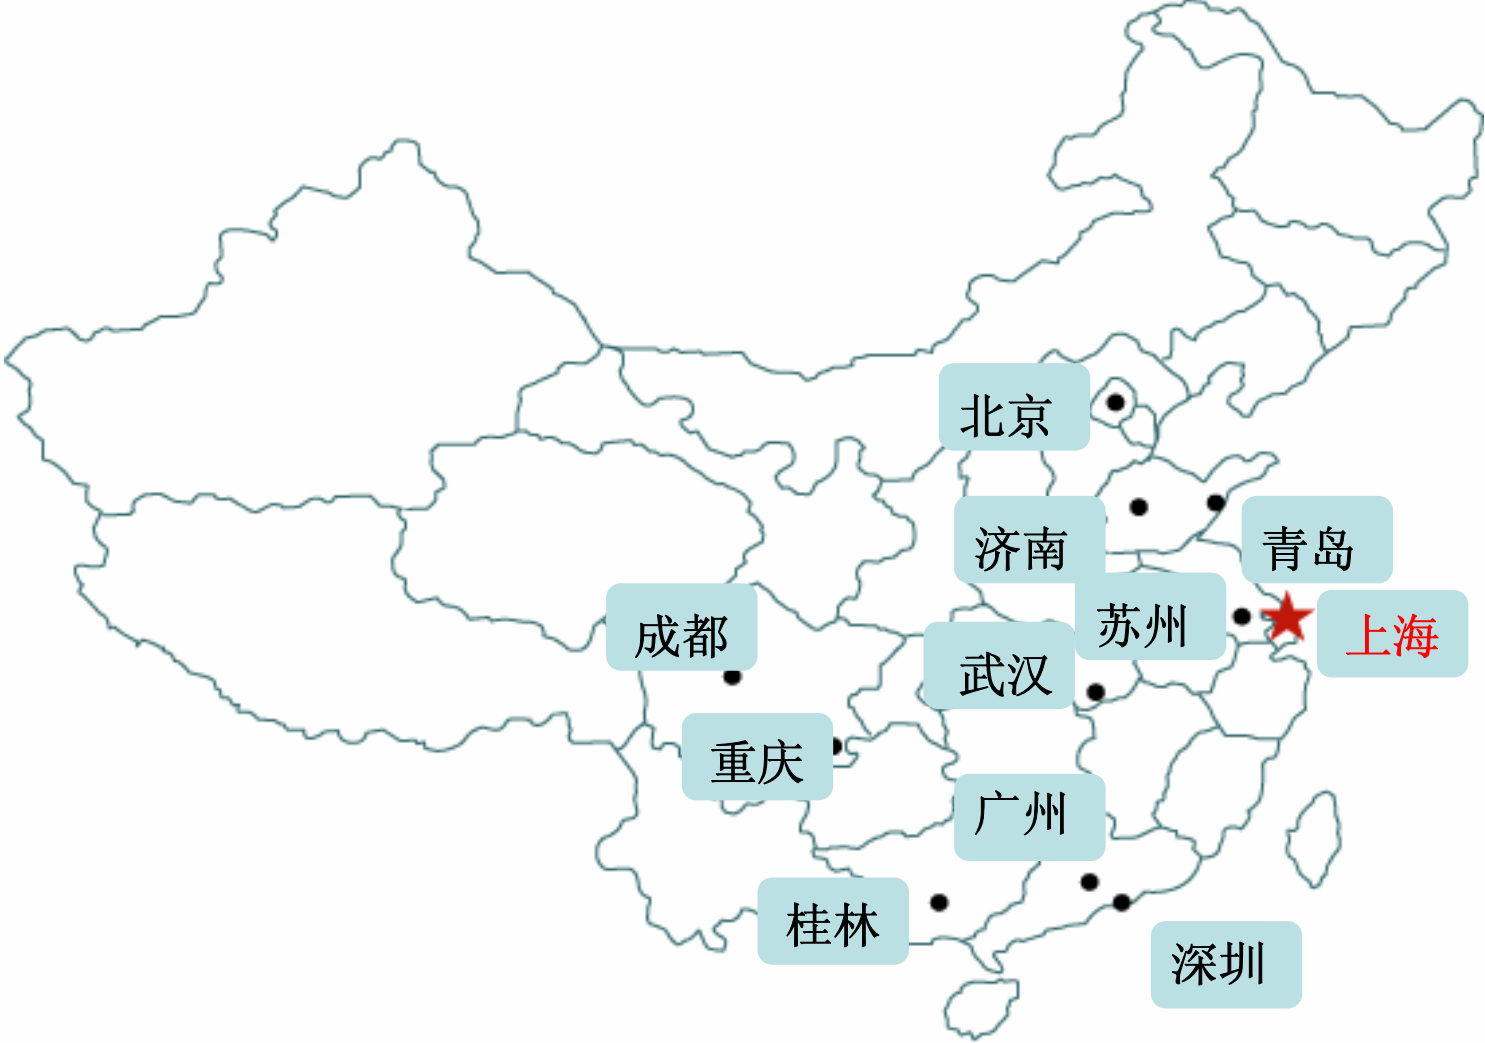 北京
济南
青岛
成都
苏州
上海
武汉
重庆
广州
桂林
深圳